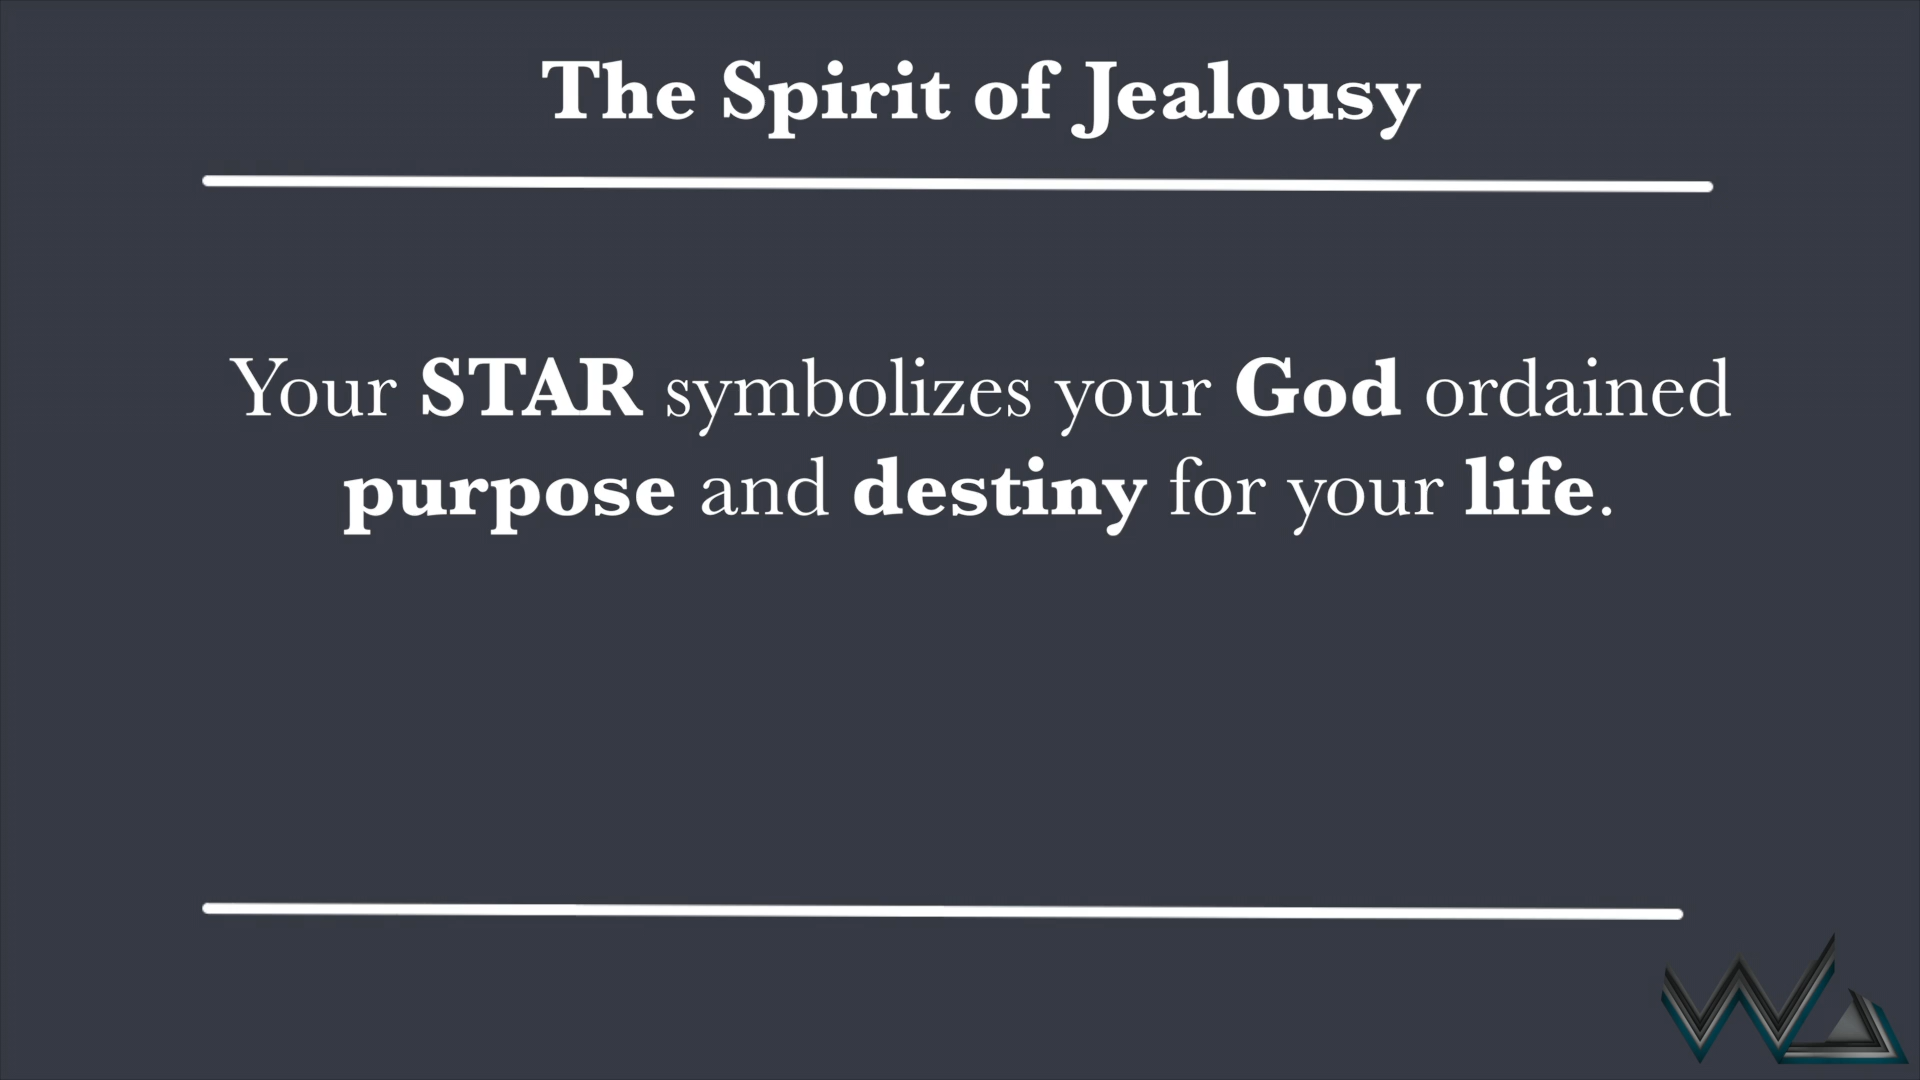 The Spirit of Jealousy
Your STAR symbolizes your God ordained
purpose and destiny for your life.